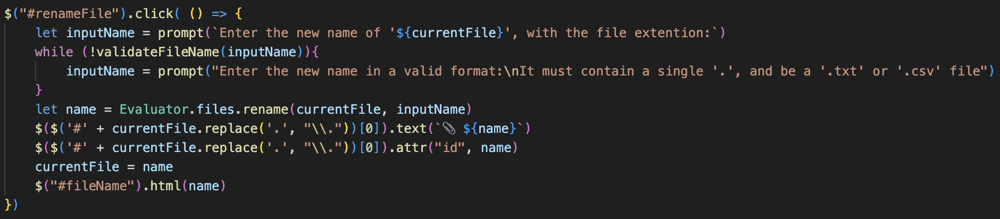 $("#renameFile").click( () => {
    let inputName = prompt(`Enter the new name of '${currentFile}', with the file extention:`)
    while (!validateFileName(inputName)){
        inputName = prompt("Enter the new name in a valid format:\nIt must contain a single '.', and be a '.txt' or '.csv' file")
    }
    let name = Evaluator.files.rename(currentFile, inputName)
    $($('#' + currentFile.replace('.', "\\."))[0]).text(`📎 ${name}`)
    $($('#' + currentFile.replace('.', "\\."))[0]).attr("id", name)
    currentFile = name
    $("#fileName").html(name)
})